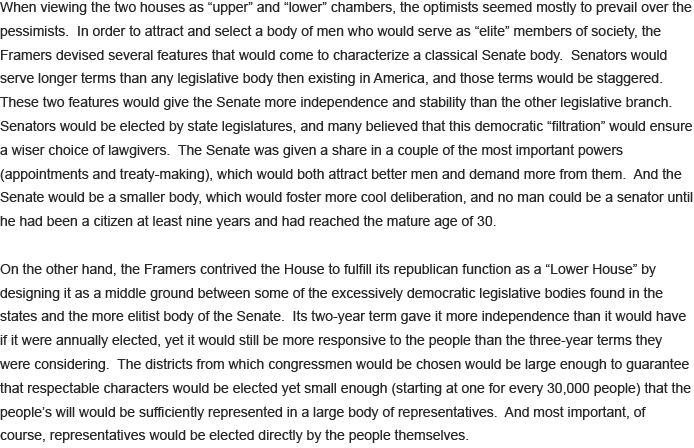 When viewing the two houses as “upper” and “lower” chambers, the optimists seemed mostly to prevail over the
pessimists.  In order to attract and select a body of men who would serve as “elite” members of society, the
Framers devised several features that would come to characterize a classical Senate body.  Senators would
serve longer terms than any legislative body then existing in America, and those terms would be staggered.
These two features would give the Senate more independence and stability than the other legislative branch.
Senators would be elected by state legislatures, and many believed that this democratic “filtration” would ensure
a wiser choice of lawgivers.  The Senate was given a share in a couple of the most important powers
(appointments and treaty-making), which would both attract better men and demand more from them.  And the
Senate would be a smaller body, which would foster more cool deliberation, and no man could be a senator until
he had been a citizen at least nine years and had reached the mature age of 30.

On the other hand, the Framers contrived the House to fulfill its republican function as a “Lower House” by
designing it as a middle ground between some of the excessively democratic legislative bodies found in the
states and the more elitist body of the Senate.  Its two-year term gave it more independence than it would have
if it were annually elected, yet it would still be more responsive to the people than the three-year terms they
were considering.  The districts from which congressmen would be chosen would be large enough to guarantee
that respectable characters would be elected yet small enough (starting at one for every 30,000 people) that the
people’s will would be sufficiently represented in a large body of representatives.  And most important, of
course, representatives would be elected directly by the people themselves.